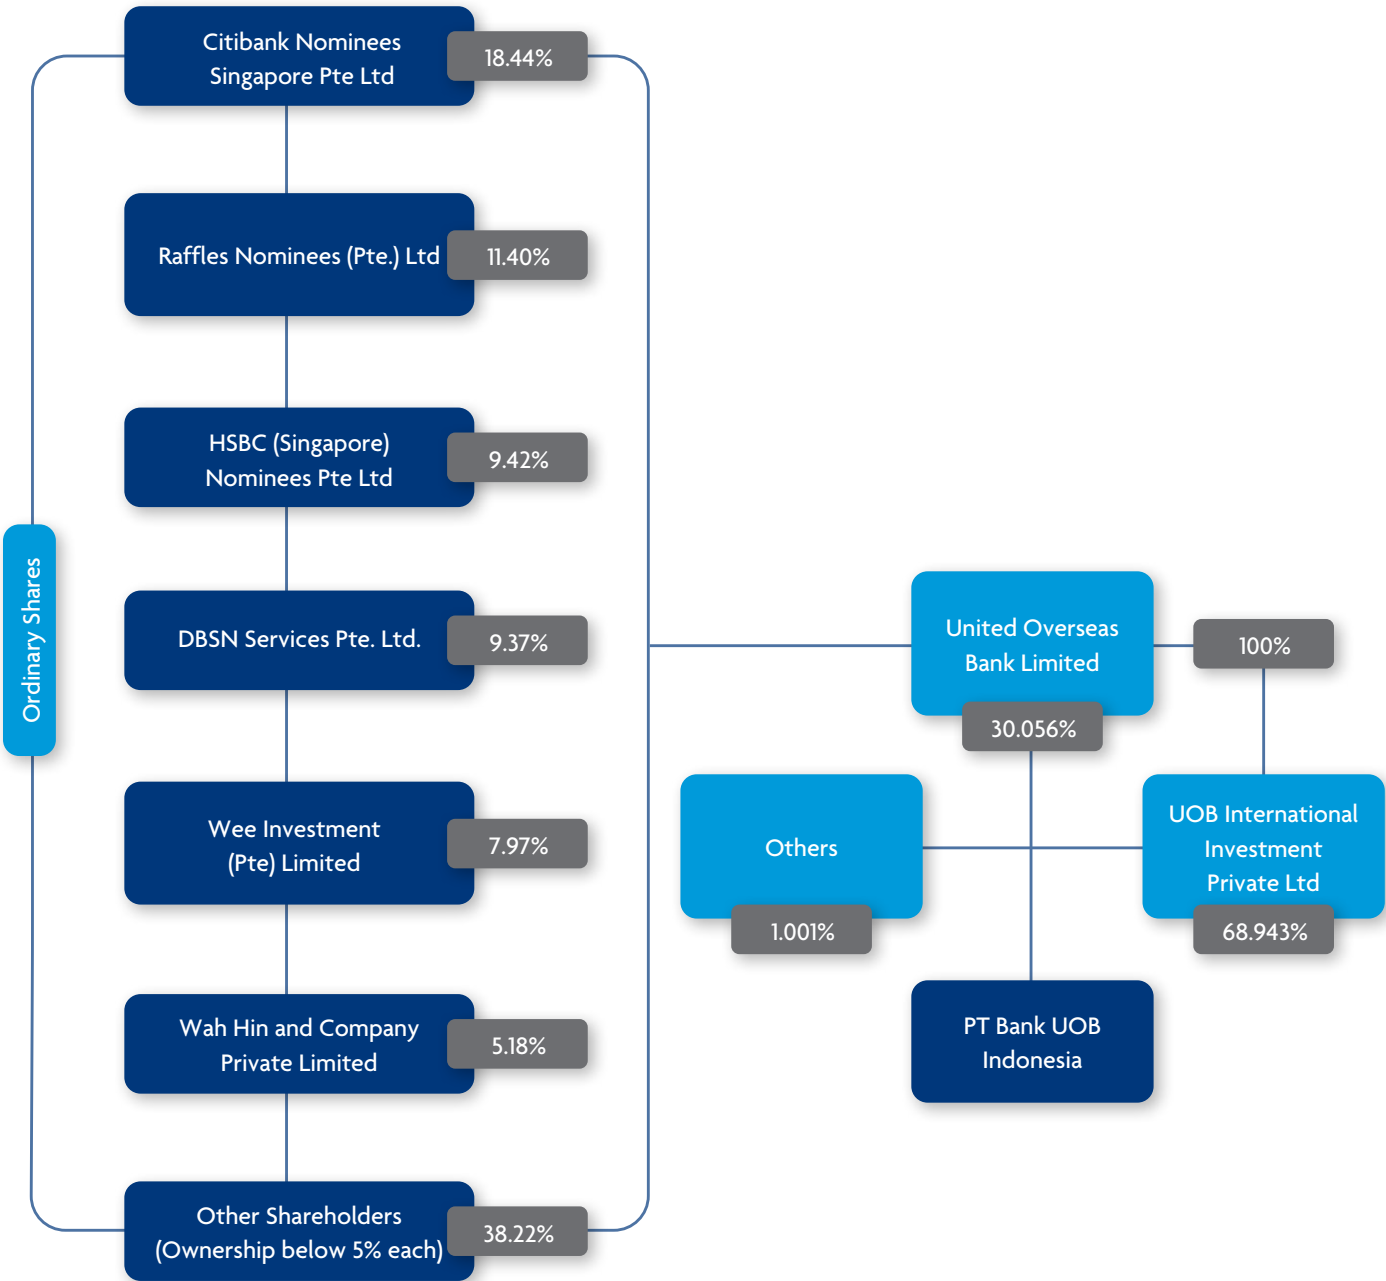 Ordinary Shares
Citibank Nominees
Singapore Pte Ltd
18.44%
Raffles Nominees (Pte.) Ltd
11.40%
HSBC (Singapore)
Nominees Pte Ltd
9.42%
DBSN Services Pte. Ltd.
9.37%
Wee Investment
(Pte) Limited
7.97%
Wah Hin and Company
Private Limited
5.18%
Other Shareholders
(Ownership below 5% each)
38.22%
United Overseas
Bank Limited
30.056%
100%
Others
1.001%
UOB International
Investment
Private Ltd
68.943%
PT Bank UOB
Indonesia